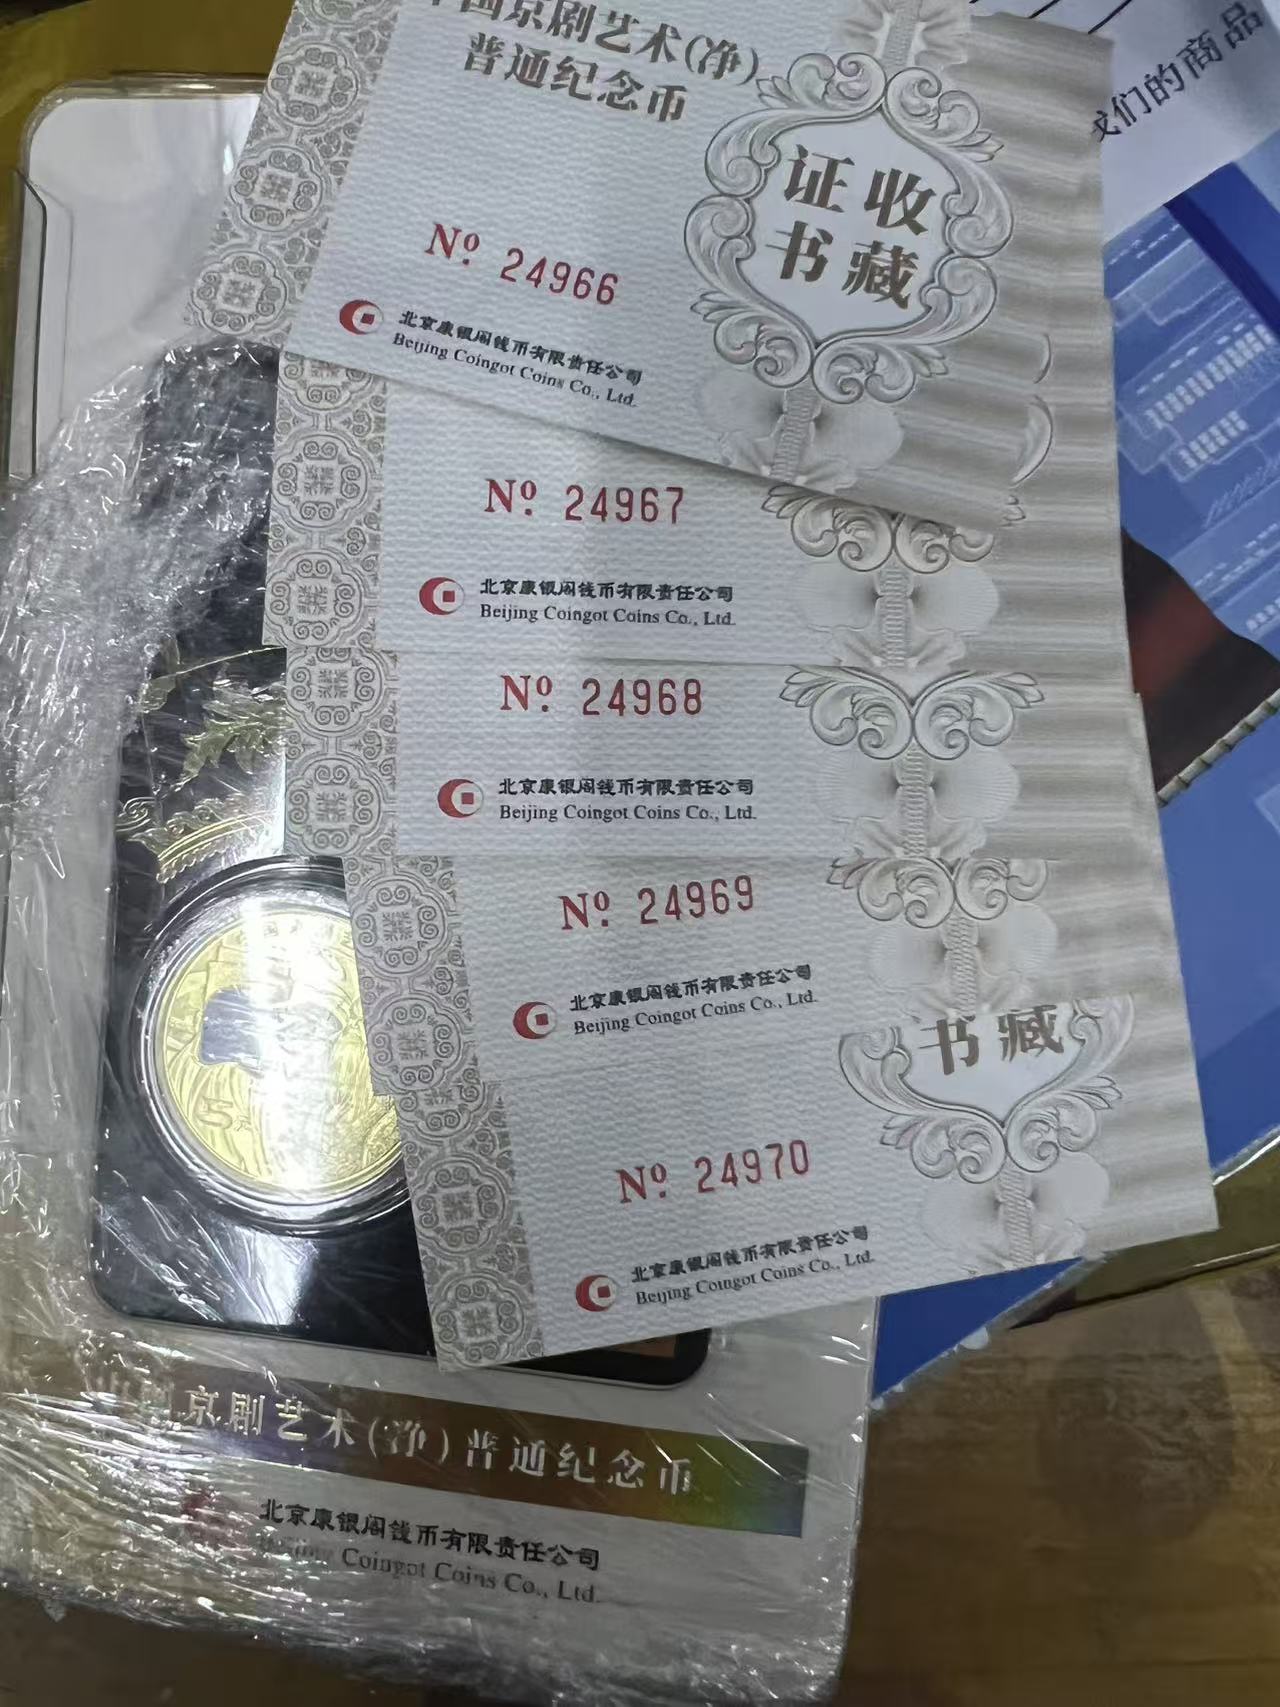 中国京剧艺术(净)
普通纪念币
证收
书藏
№ 24966
北京康银阁钱币有限责任公司
Beijing Coingot Coins Co., Ltd.
我们的商品
№ 24967
北京康银阁钱币有限责任公司
Beijing Coingot Coins Co., Ltd.
№ 24968
北京康银阁钱币有限责任公司
Beijing Coingot Coins Co., Ltd.
№ 24969
北京康银阁钱币有限责任公司
Beijing Coingot Coins Co., Ltd.
书藏
№ 24970
北京康银阁钱币有限责任公司
Beijing Coingot Coins Co., Ltd.
5元
中国京剧艺术(净)普通纪念币
北京康银阁钱币有限责任公司
Beijing Coingot Coins Co., Ltd.